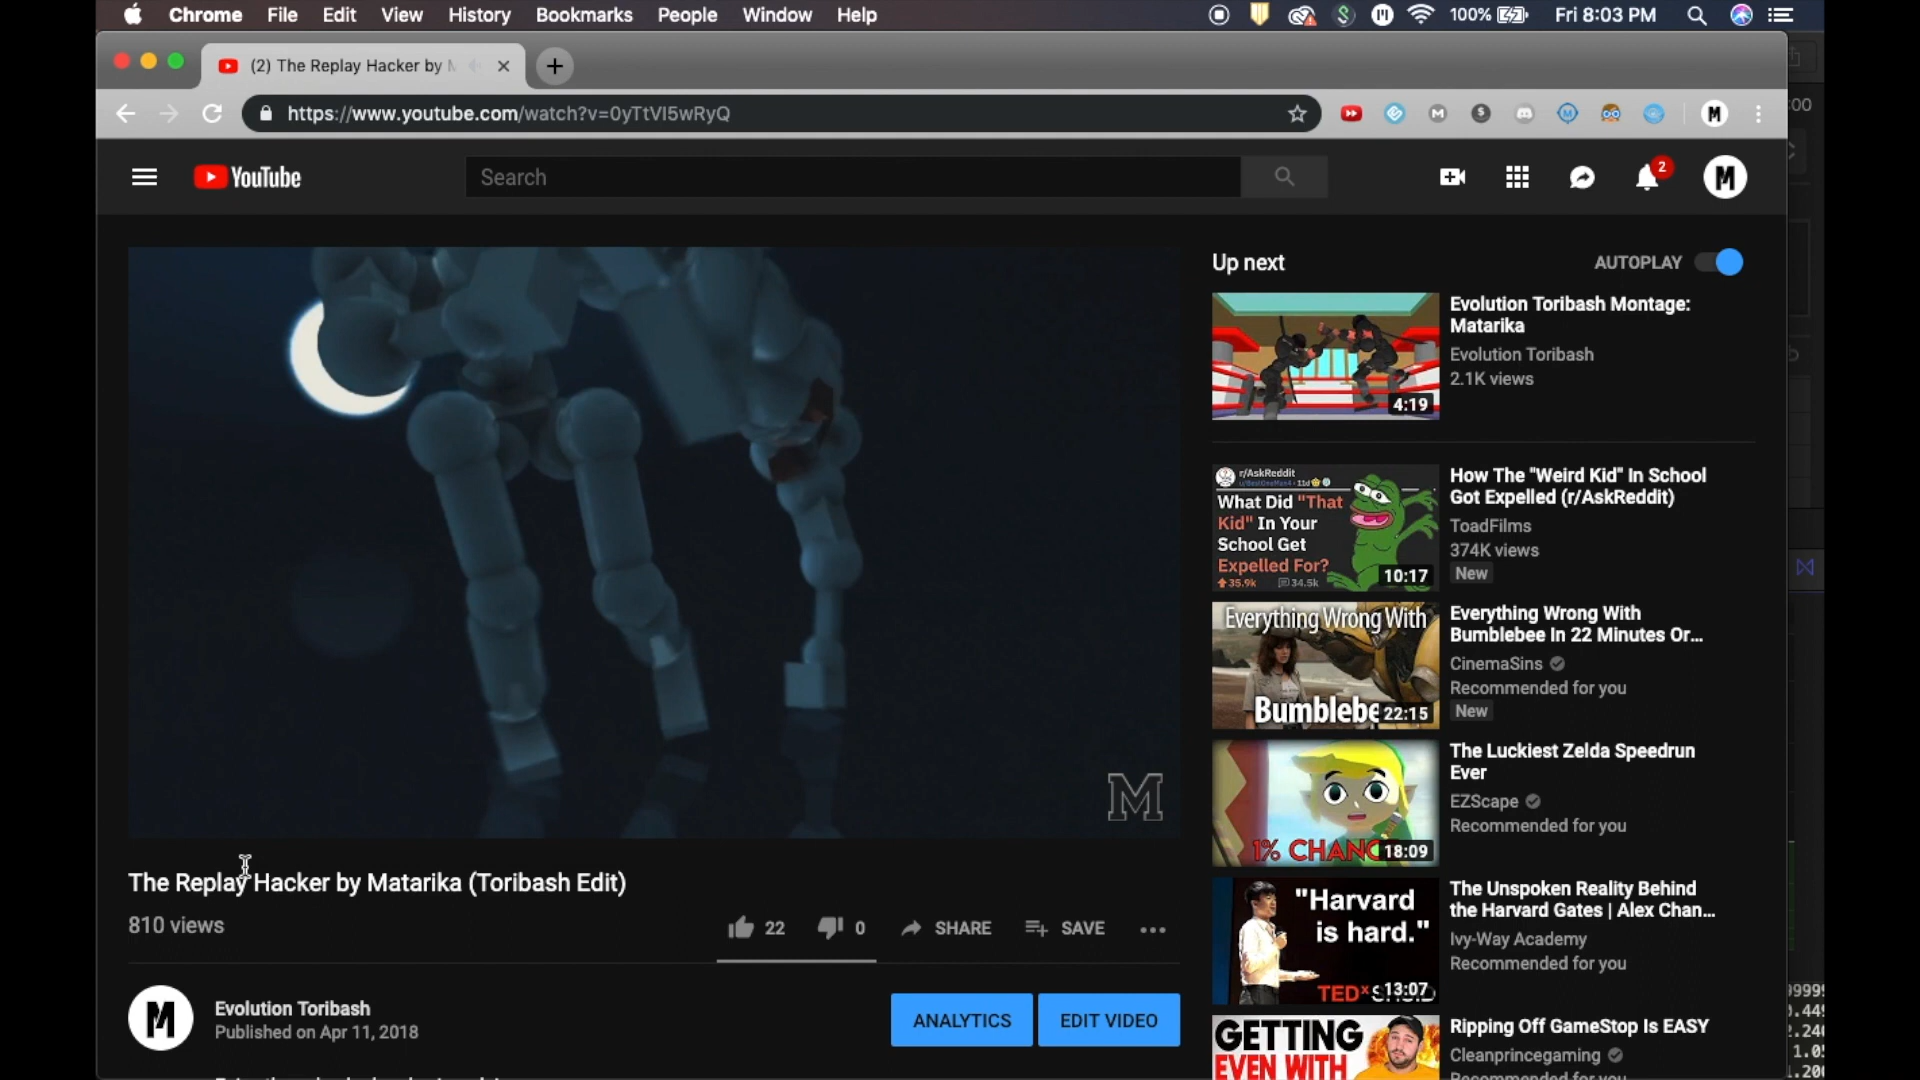 Chrome File Edit View History Bookmarks People Window Help
100% Fri 8:03 PM
(2) The Replay Hacker by
https://www.youtube.com/watch?v=0yTtVI5wRyQ
YouTube
Search
2
M
M
The Replay Hacker by Matarika (Toribash Edit)
810 views
22 0 SHARE SAVE
M
Evolution Toribash
Published on Apr 11, 2018
ANALYTICS EDIT VIDEO
Up next
AUTOPLAY
4:19
Evolution Toribash Montage:
Matarika
Evolution Toribash
2.1K views
r/AskReddit
What Did "That
Kid" In Your
School Get
Expelled For?
35.9k 34.5k
10:17
How The "Weird Kid" In School
Got Expelled (r/AskReddit)
ToadFilms
374K views
New
Everything Wrong With
Bumblebe
22:15
Everything Wrong With
Bumblebee In 22 Minutes Or...
CinemaSins
Recommended for you
New
1% CHANC
18:09
The Luckiest Zelda Speedrun
Ever
EZScape
Recommended for you
"Harvard
is hard."
TEDx
13:07
The Unspoken Reality Behind
the Harvard Gates | Alex Chan...
Ivy-Way Academy
Recommended for you
GETTING
EVEN WITH
Ripping Off GameStop Is EASY
Cleanprincegaming
Recommended for you